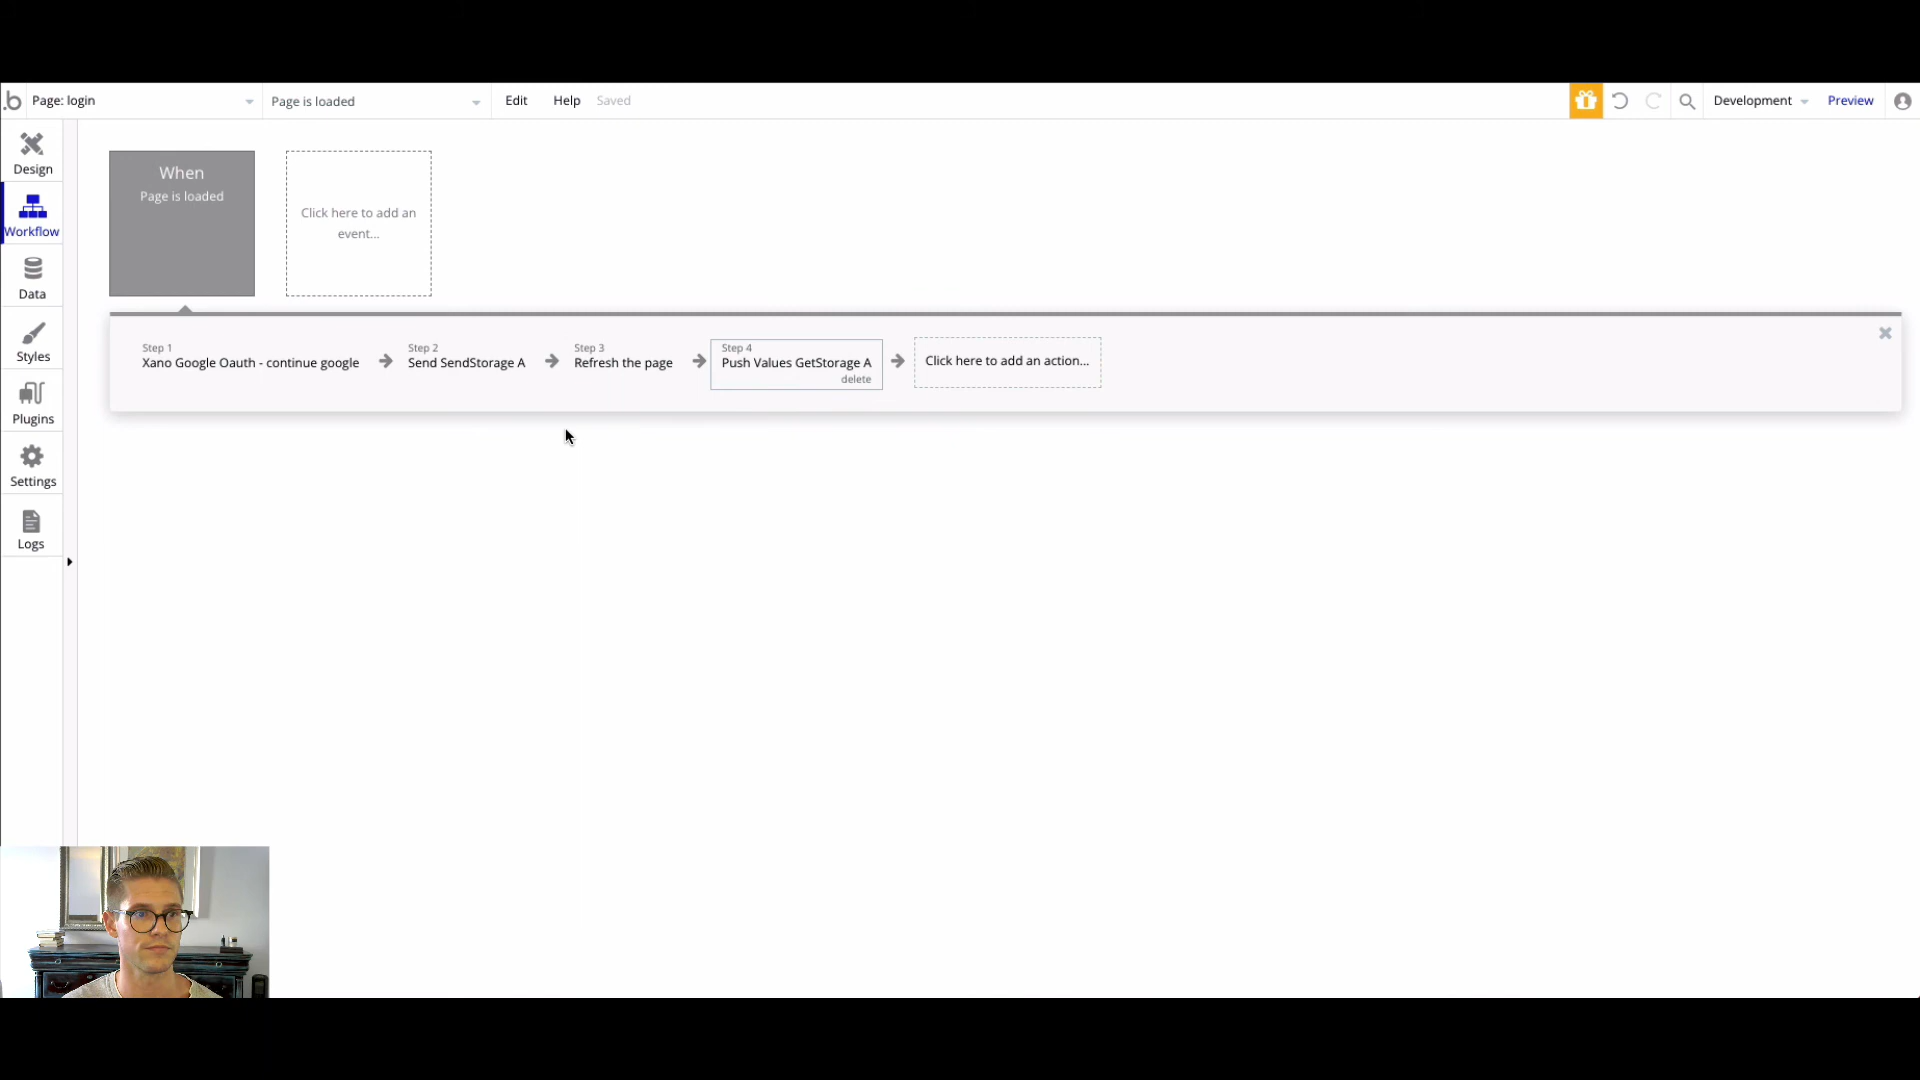 .b Page: login Page is loaded Edit Help Saved Development Preview
Design
Workflow
Data
Styles
Plugins
Settings
Logs
When
Page is loaded
Click here to add an
event...
Step 1
Xano Google Oauth - continue google
Step 2
Send SendStorage A
Step 3
Refresh the page
Step 4
Push Values GetStorage A
delete
Click here to add an action...